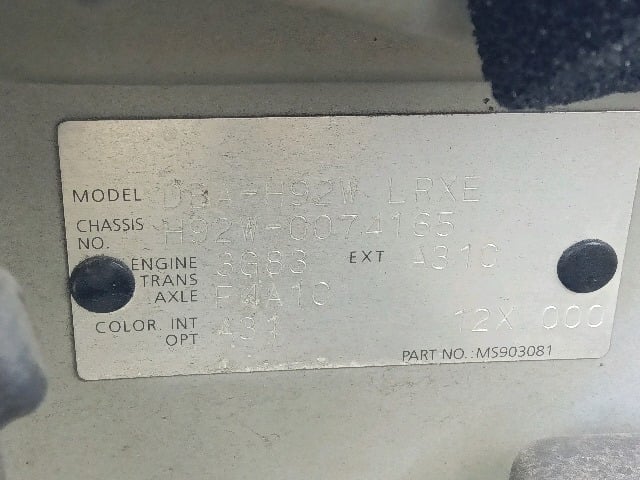 MODEL DBA-H92W LRXE
CHASSIS NO. H92W-0074165
ENGINE 3G83 EXT A31C
TRANS AXLE F4A1C
COLOR. INT OPT 431 12X 000
PART NO.: MS903081